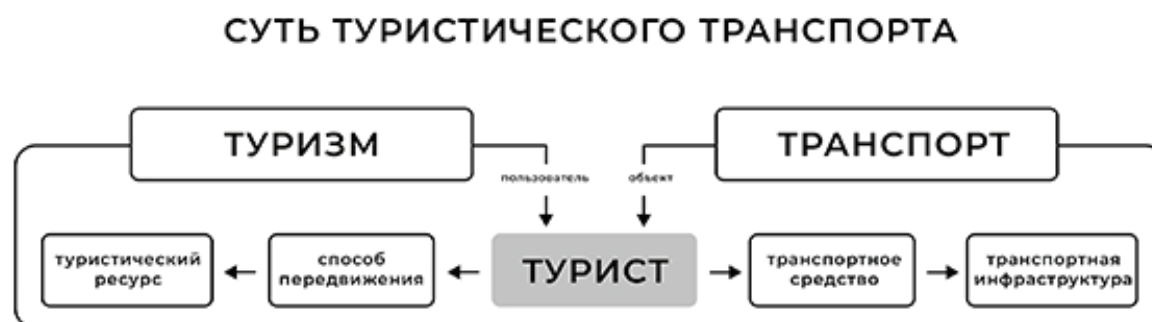 СУТЬ ТУРИСТИЧЕСКОГО ТРАНСПОРТА
ТУРИЗМ
ТРАНСПОРТ
пользователь
объект
туристический
ресурс
способ
передвижения
ТУРИСТ
транспортное
средство
транспортная
инфраструктура